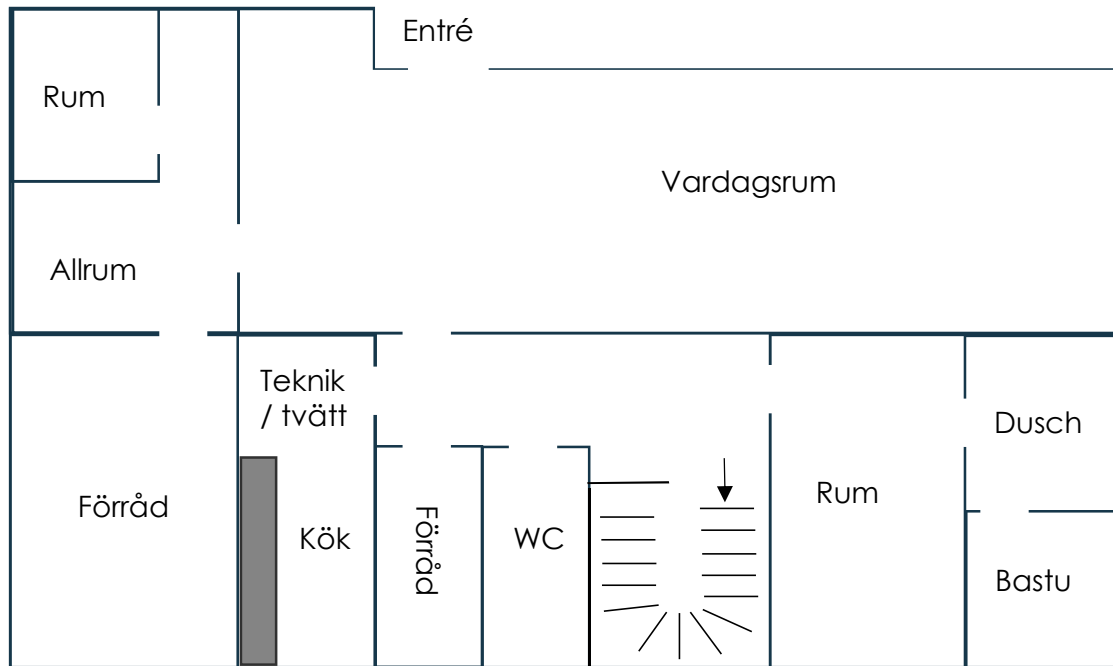 Entré
Rum
Vardagsrum
Allrum
Teknik
/ tvätt
Dusch
Förråd
Kök
Förråd
WC
Rum
Bastu